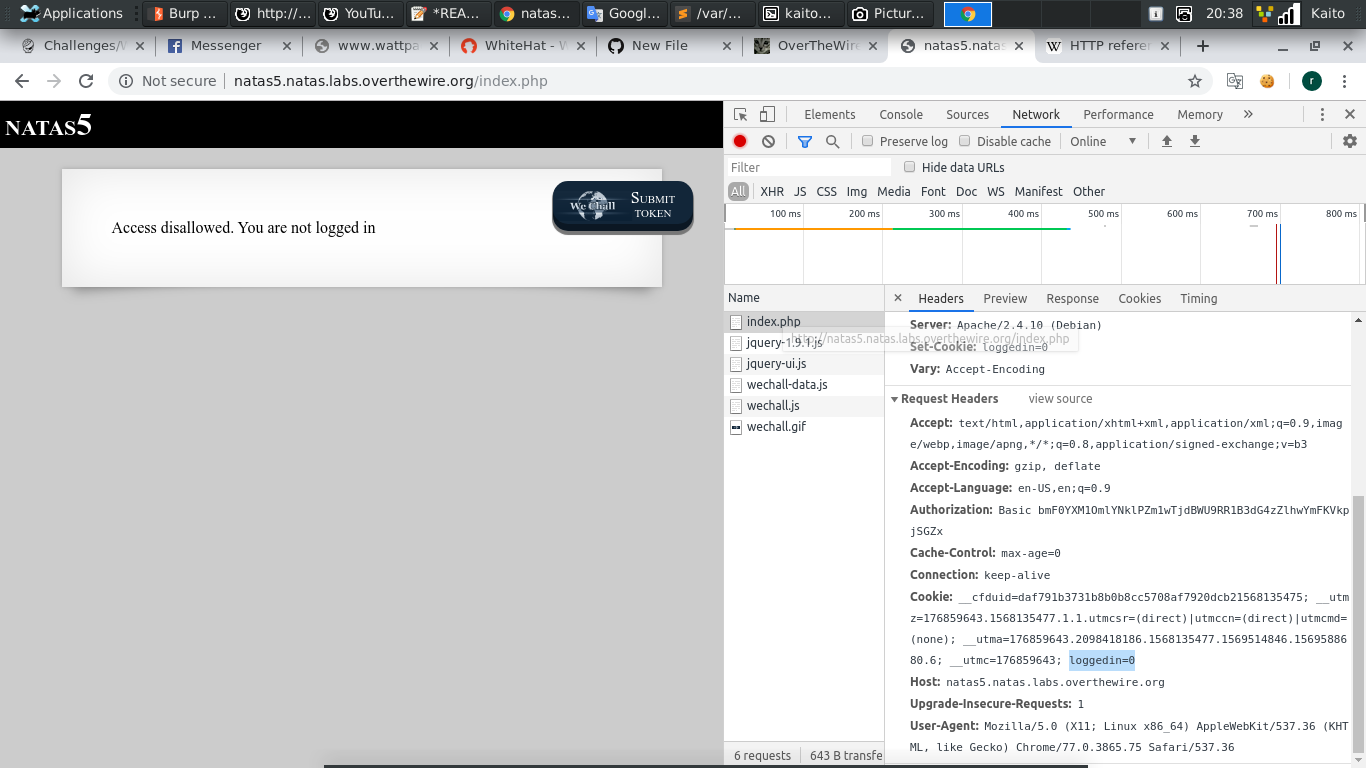 Applications
Burp ...
http://...
YouTu...
*REA...
natas...
Googl...
/var/...
kaito...
Pictur...
20:38
Kaito
Challenges/W
Messenger
www.wattpa
WhiteHat - W
New File
OverTheWire
natas5.natas
HTTP refere
Not secure
natas5.natas.labs.overthewire.org/index.php
NATAS5
Access disallowed. You are not logged in
We Chall
SUBMIT
TOKEN
Elements
Console
Sources
Network
Performance
Memory
Preserve log
Disable cache
Online
Filter
Hide data URLs
All
XHR
JS
CSS
Img
Media
Font
Doc
WS
Manifest
Other
100 ms
200 ms
300 ms
400 ms
500 ms
600 ms
700 ms
800 ms
Name
index.php
jquery-1.9.1.js
jquery-ui.js
wechall-data.js
wechall.js
wechall.gif
6 requests
643 B transfe
Headers
Preview
Response
Cookies
Timing
Server: Apache/2.4.10 (Debian)
http://natas5.natas.labs.overthewire.org/index.php
Set-Cookie: loggedin=0
Vary: Accept-Encoding
Request Headers
view source
Accept: text/html,application/xhtml+xml,application/xml;q=0.9,imag
e/webp,image/apng,*/*;q=0.8,application/signed-exchange;v=b3
Accept-Encoding: gzip, deflate
Accept-Language: en-US,en;q=0.9
Authorization: Basic bmF0YXM1OmlYNklPZm1wTjdBWU9RR1B3dG4zZlhwYmFKVkp
jSGZx
Cache-Control: max-age=0
Connection: keep-alive
Cookie: __cfduid=daf791b3731b8b0b8cc5708af7920dcb21568135475; __utm
z=176859643.1568135477.1.1.utmcsr=(direct)|utmccn=(direct)|utmcmd=
(none); __utma=176859643.2098418186.1568135477.1569514846.15695886
80.6; __utmc=176859643; loggedin=0
Host: natas5.natas.labs.overthewire.org
Upgrade-Insecure-Requests: 1
User-Agent: Mozilla/5.0 (X11; Linux x86_64) AppleWebKit/537.36 (KHT
ML, like Gecko) Chrome/77.0.3865.75 Safari/537.36